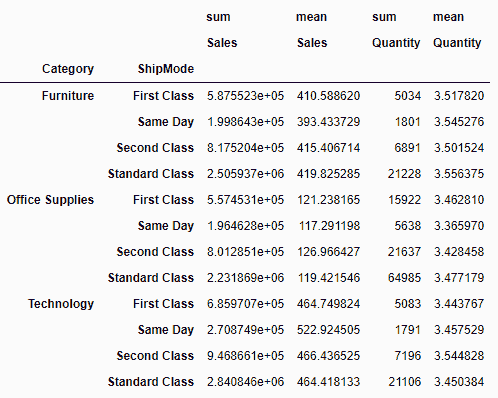 sum mean sum mean
Sales Sales Quantity Quantity
Category ShipMode
Furniture First Class 5.875523e+05 410.588620 5034 3.517820
Same Day 1.998643e+05 393.433729 1801 3.545276
Second Class 8.175204e+05 415.406714 6891 3.501524
Standard Class 2.505937e+06 419.825285 21228 3.556375
Office Supplies First Class 5.574531e+05 121.238165 15922 3.462810
Same Day 1.964628e+05 117.291198 5638 3.365970
Second Class 8.012851e+05 126.966427 21637 3.428458
Standard Class 2.231869e+06 119.421546 64985 3.477179
Technology First Class 6.859707e+05 464.749824 5083 3.443767
Same Day 2.708749e+05 522.924505 1791 3.457529
Second Class 9.468661e+05 466.436525 7196 3.544828
Standard Class 2.840846e+06 464.418133 21106 3.450384